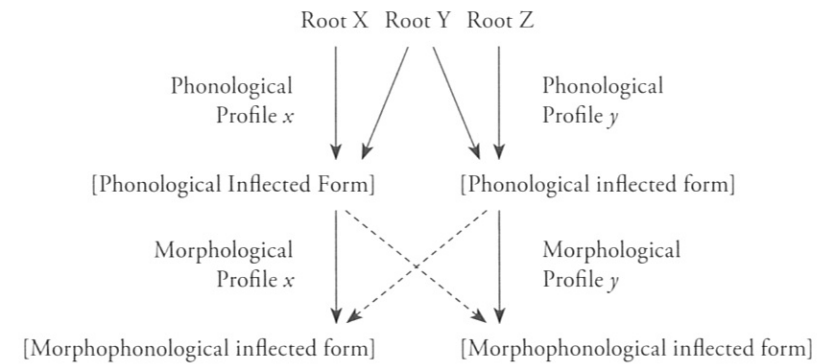 Root X Root Y Root Z
Phonological
Profile x
Phonological
Profile y
[Phonological Inflected Form]
[Phonological inflected form]
Morphological
Profile x
Morphological
Profile y
[Morphophonological inflected form]
[Morphophonological inflected form]